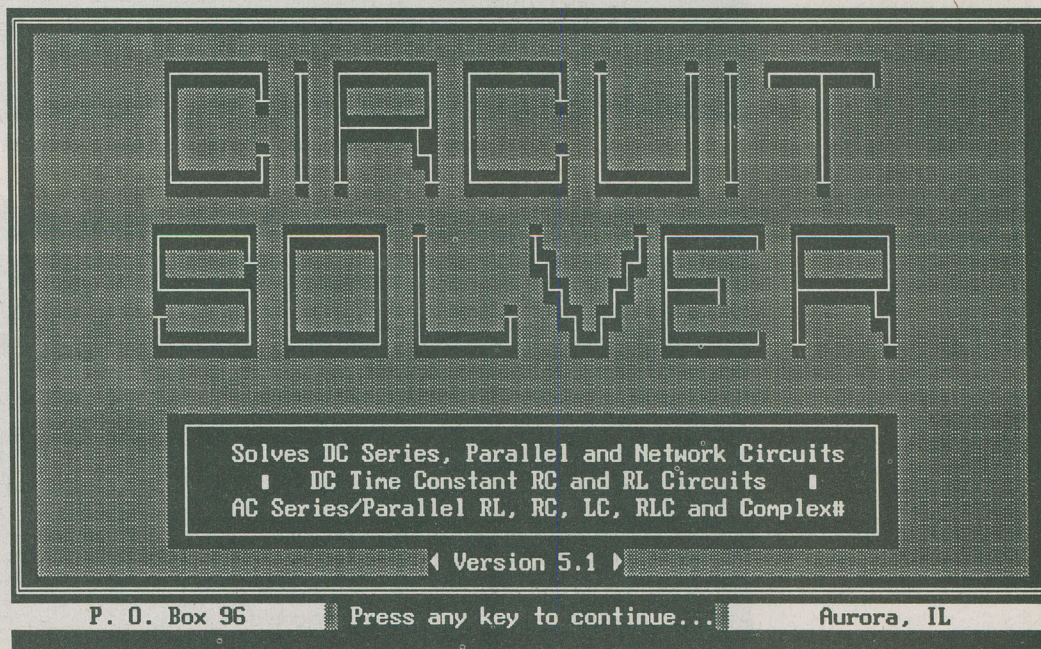 CIRCUIT
SOLVER
Solves DC Series, Parallel and Network Circuits
DC Time Constant RC and RL Circuits
AC Series/Parallel RL, RC, LC, RLC and Complex#
Version 5.1
P. O. Box 96 Press any key to continue... Aurora, IL